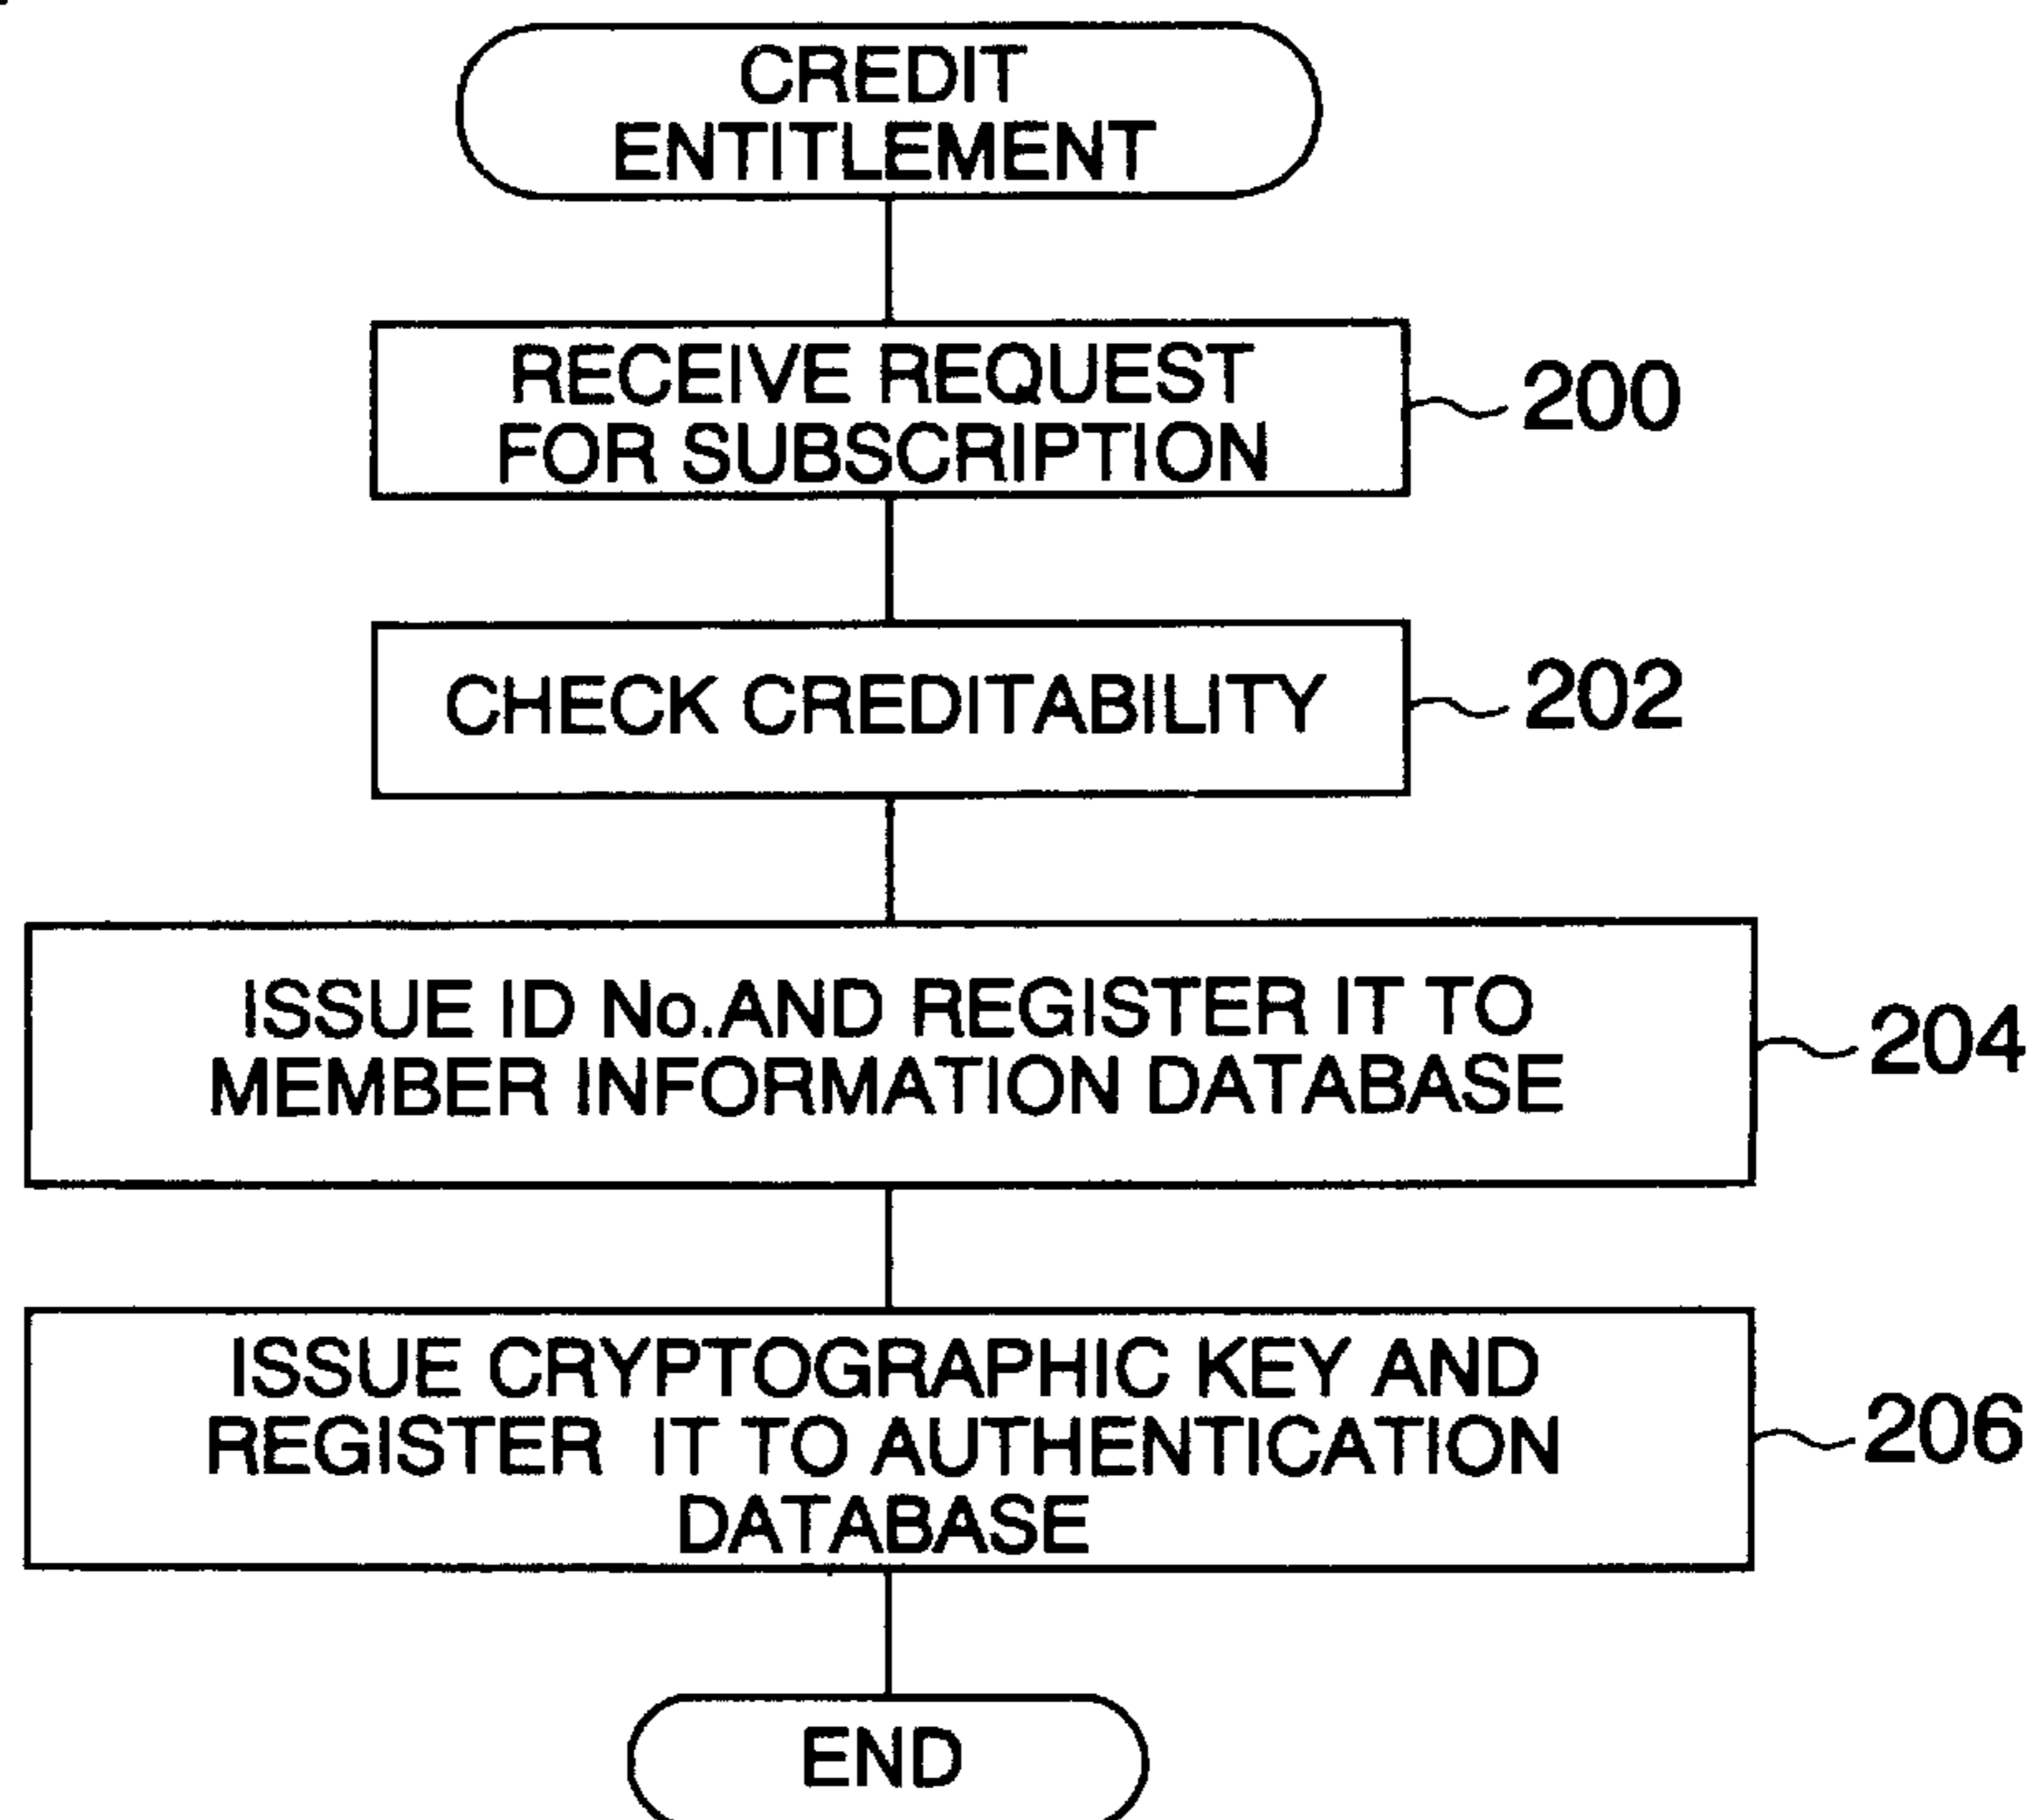 CREDIT
ENTITLEMENT
RECEIVE REQUEST
FOR SUBSCRIPTION
200
CHECK CREDITABILITY
202
ISSUE ID No.AND REGISTER IT TO
MEMBER INFORMATION DATABASE
204
ISSUE CRYPTOGRAPHIC KEY AND
REGISTER IT TO AUTHENTICATION
DATABASE
206
END